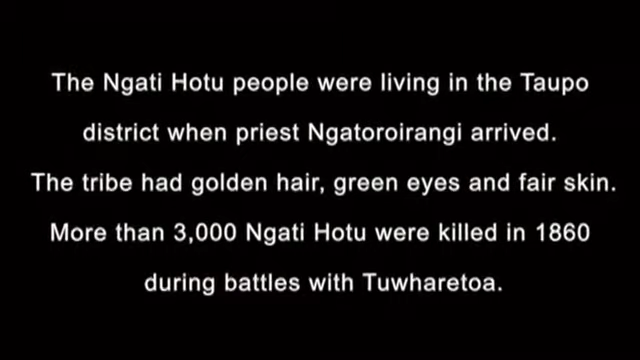 The Ngati Hotu people were living in the Taupo
district when priest Ngatoroirangi arrived.
The tribe had golden hair, green eyes and fair skin.
More than 3,000 Ngati Hotu were killed in 1860
during battles with Tuwharetoa.